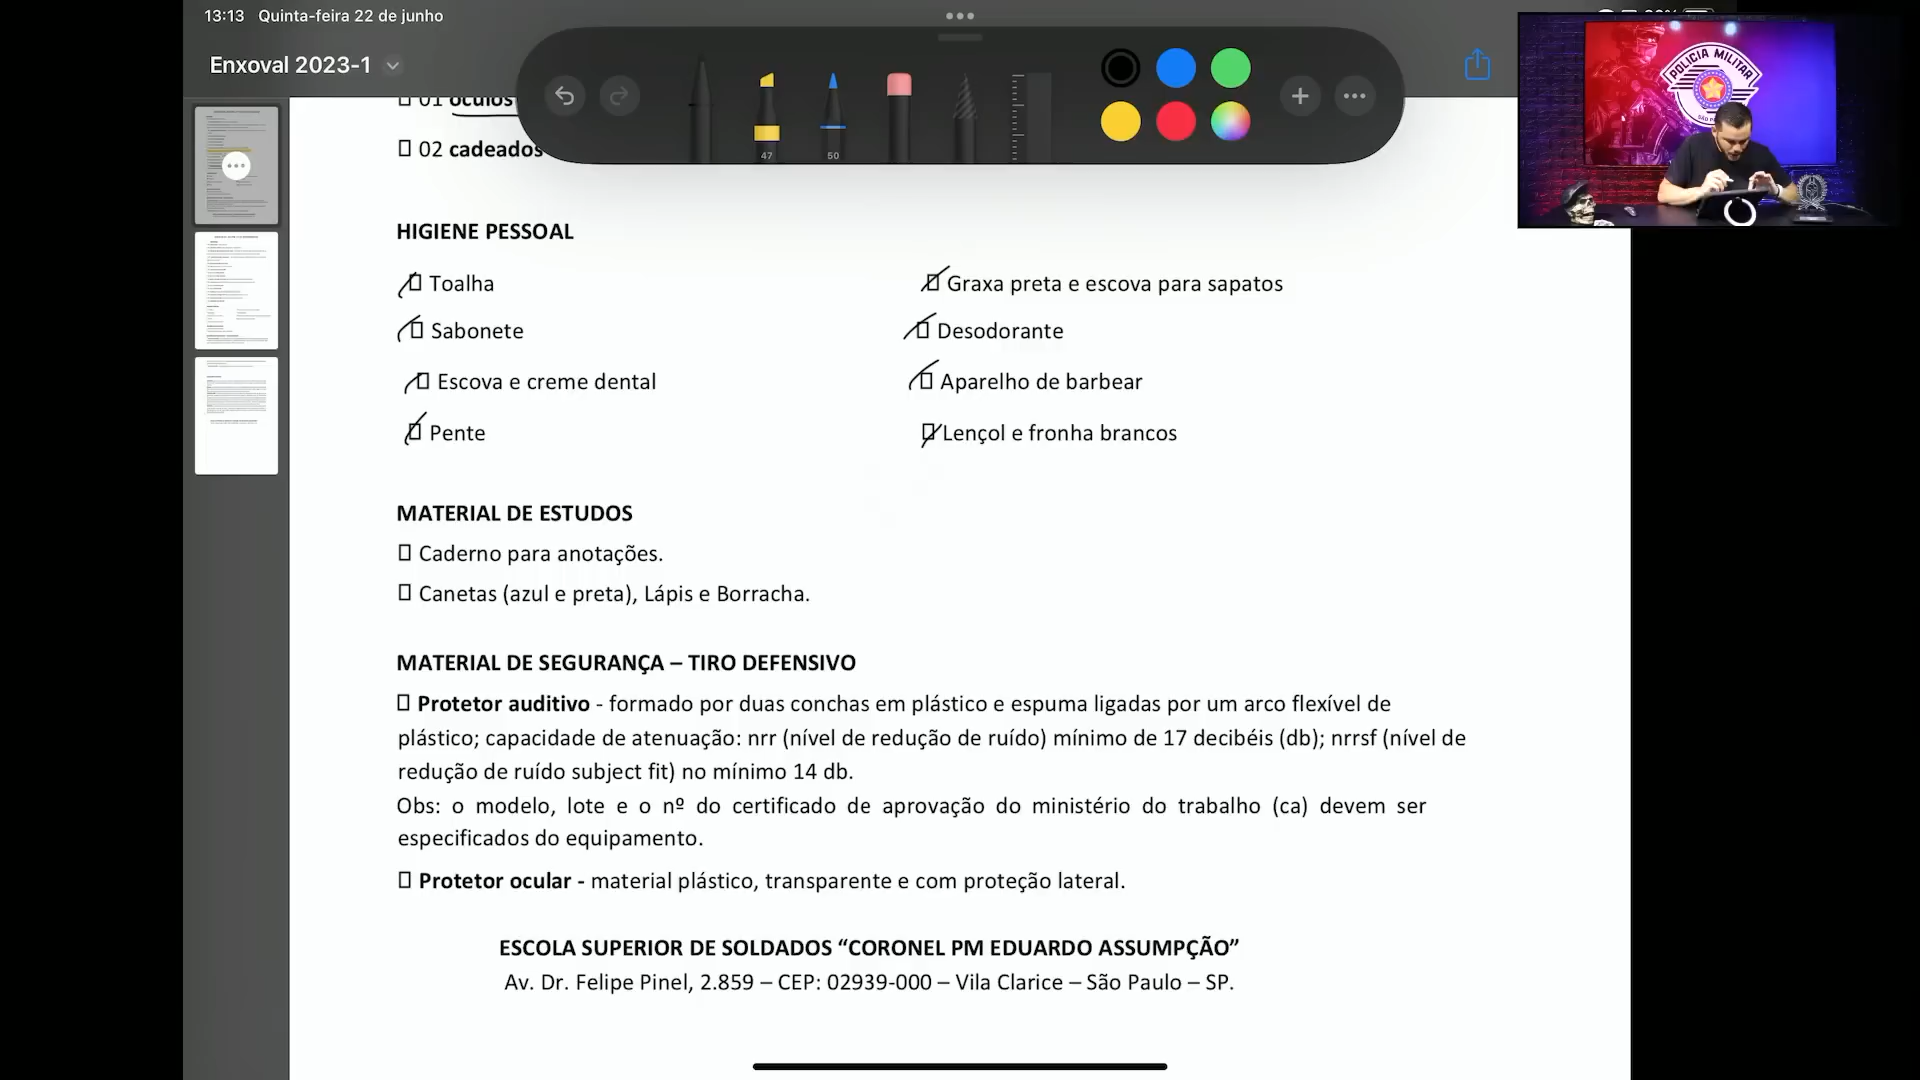 13:13 Quinta-feira 22 de junho
Enxoval 2023-1
01 óculos
02 cadeados
47
50
POLICIA MILITAR
HIGIENE PESSOAL
Toalha
Graxa preta e escova para sapatos
Sabonete
Desodorante
Escova e creme dental
Aparelho de barbear
Pente
Lençol e fronha brancos
MATERIAL DE ESTUDOS
Caderno para anotações.
Canetas (azul e preta), Lápis e Borracha.
MATERIAL DE SEGURANÇA – TIRO DEFENSIVO
Protetor auditivo - formado por duas conchas em plástico e espuma ligadas por um arco flexível de
plástico; capacidade de atenuação: nrr (nível de redução de ruído) mínimo de 17 decibéis (db); nrrsf (nível de
redução de ruído subject fit) no mínimo 14 db.
Obs: o modelo, lote e o nº do certificado de aprovação do ministério do trabalho (ca) devem ser
especificados do equipamento.
Protetor ocular - material plástico, transparente e com proteção lateral.
ESCOLA SUPERIOR DE SOLDADOS “CORONEL PM EDUARDO ASSUMPÇÃO”
Av. Dr. Felipe Pinel, 2.859 – CEP: 02939-000 – Vila Clarice – São Paulo – SP.